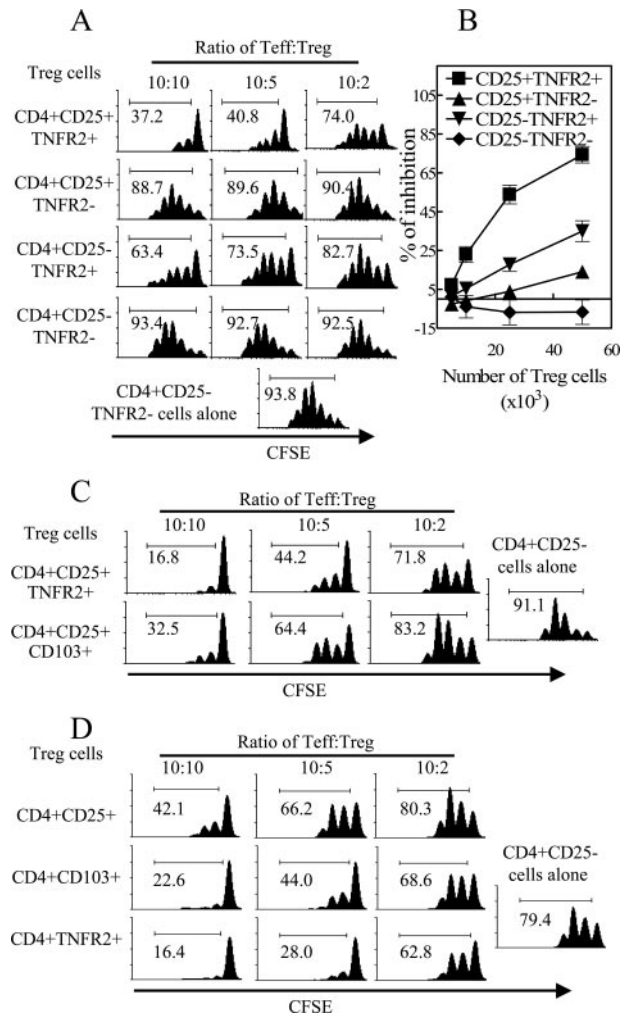 A
Ratio of Teff:Treg
Treg cells
10:10 10:5 10:2
CD4+CD25+
TNFR2+
37.2 40.8 74.0
CD4+CD25+
TNFR2-
88.7 89.6 90.4
CD4+CD25-
TNFR2+
63.4 73.5 82.7
CD4+CD25-
TNFR2-
93.4 92.7 92.5
CD4+CD25-
TNFR2- cells alone
93.8
CFSE
B
CD25+TNFR2+
CD25+TNFR2-
CD25-TNFR2+
CD25-TNFR2-
% of inhibition
105
85
65
45
25
5
-15
20 40 60
Number of Treg cells
(x10³)
C
Ratio of Teff:Treg
Treg cells
10:10 10:5 10:2
CD4+CD25+
TNFR2+
16.8 44.2 71.8
CD4+CD25+
CD103+
32.5 64.4 83.2
CD4+CD25-
cells alone
91.1
CFSE
D
Treg cells
Ratio of Teff:Treg
10:10 10:5 10:2
CD4+CD25+
42.1 66.2 80.3
CD4+CD103+
22.6 44.0 68.6
CD4+TNFR2+
16.4 28.0 62.8
CD4+CD25-
cells alone
79.4
CFSE